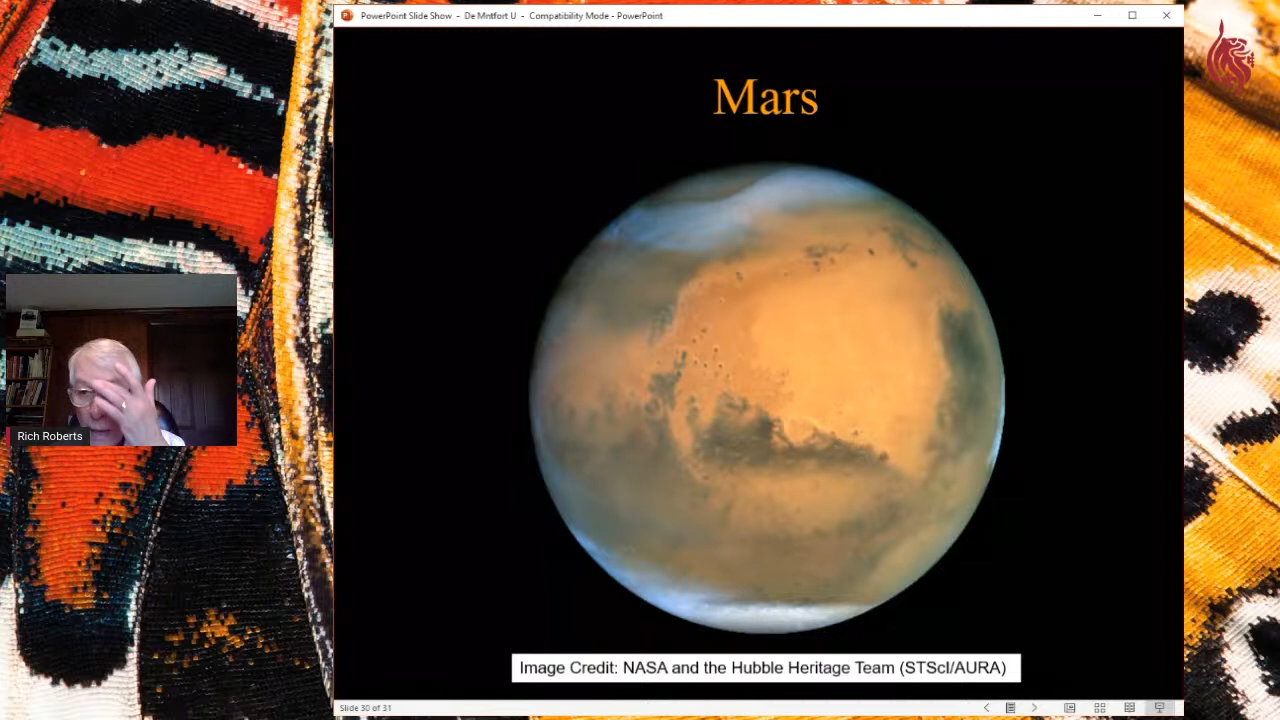 PowerPoint Slide Show - De Mntfort U - Compatibility Mode - PowerPoint
Mars
Rich Roberts
Image Credit: NASA and the Hubble Heritage Team (STScI/AURA)
Slide 30 of 31